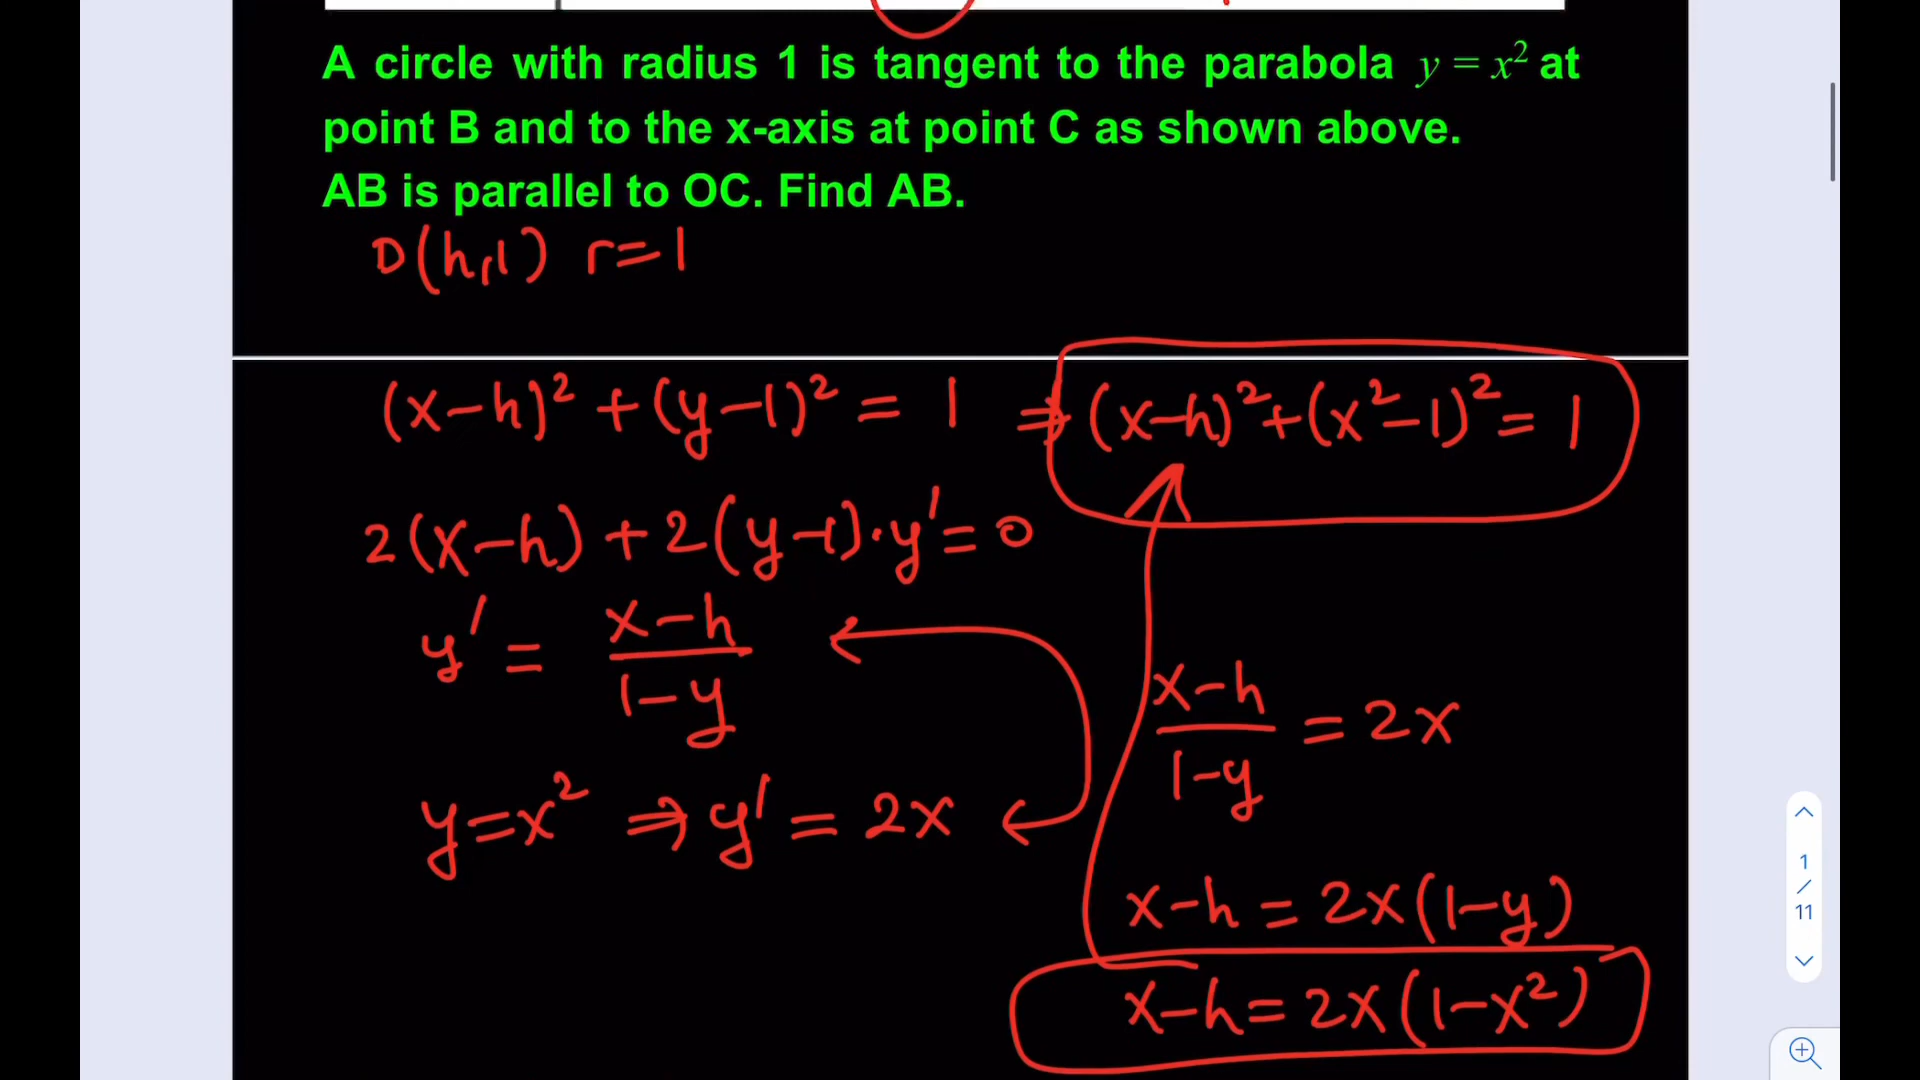 A circle with radius 1 is tangent to the parabola y = x² at
point B and to the x-axis at point C as shown above.
AB is parallel to OC. Find AB.
D(h,1) r=1
(x-h)² + (y-1)² = 1 ⇒ (x-h)²+(x²-1)² = 1
2(x-h) + 2(y-1)·y' = 0
y' = (x-h)/(1-y)
(x-h)/(1-y) = 2x
y=x² ⇒ y' = 2x
x-h = 2x(1-y)
x-h = 2x(1-x²)
1
/
11